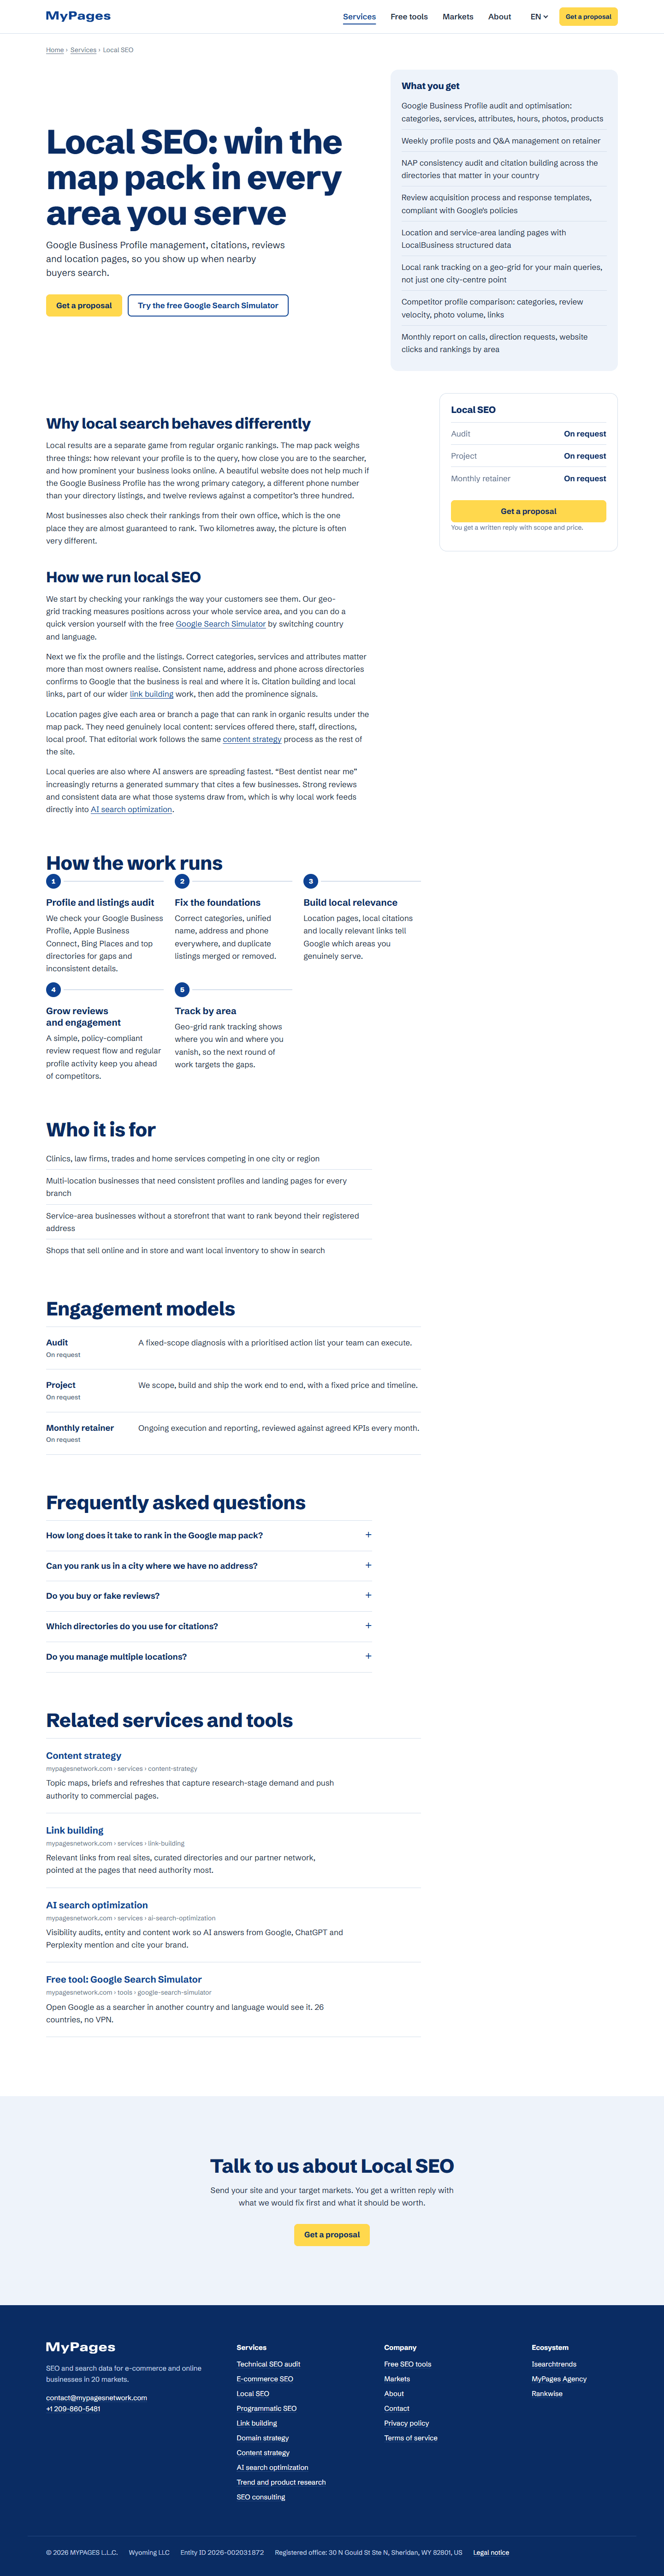 MyPages
Services
Free tools
Markets
About
EN
Get a proposal
Home › Services › Local SEO
Local SEO: win the
map pack in every
area you serve
Google Business Profile management, citations, reviews
and location pages, so you show up when nearby
buyers search.
Get a proposal
Try the free Google Search Simulator
What you get
Google Business Profile audit and optimisation:
categories, services, attributes, hours, photos, products
Weekly profile posts and Q&A management on retainer
NAP consistency audit and citation building across the
directories that matter in your country
Review acquisition process and response templates,
compliant with Google's policies
Location and service-area landing pages with
LocalBusiness structured data
Local rank tracking on a geo-grid for your main queries,
not just one city-centre point
Competitor profile comparison: categories, review
velocity, photo volume, links
Monthly report on calls, direction requests, website
clicks and rankings by area
Why local search behaves differently
Local results are a separate game from regular organic rankings. The map pack weighs
three things: how relevant your profile is to the query, how close you are to the searcher,
and how prominent your business looks online. A beautiful website does not help much if
the Google Business Profile has the wrong primary category, a different phone number
than your directory listings, and twelve reviews against a competitor's three hundred.
Most businesses also check their rankings from their own office, which is the one
place they are almost guaranteed to rank. Two kilometres away, the picture is often
very different.
Local SEO
Audit On request
Project On request
Monthly retainer On request
Get a proposal
You get a written reply with scope and price.
How we run local SEO
We start by checking your rankings the way your customers see them. Our geo-
grid tracking measures positions across your whole service area, and you can do a
quick version yourself with the free Google Search Simulator by switching country
and language.
Next we fix the profile and the listings. Correct categories, services and attributes matter
more than most owners realise. Consistent name, address and phone across directories
confirms to Google that the business is real and where it is. Citation building and local
links, part of our wider link building work, then add the prominence signals.
Location pages give each area or branch a page that can rank in organic results under the
map pack. They need genuinely local content: services offered there, staff, directions,
local proof. That editorial work follows the same content strategy process as the rest of
the site.
Local queries are also where AI answers are spreading fastest. “Best dentist near me”
increasingly returns a generated summary that cites a few businesses. Strong reviews
and consistent data are what those systems draw from, which is why local work feeds
directly into AI search optimization.
How the work runs
1
Profile and listings audit
We check your Google Business
Profile, Apple Business
Connect, Bing Places and top
directories for gaps and
inconsistent details.
2
Fix the foundations
Correct categories, unified
name, address and phone
everywhere, and duplicate
listings merged or removed.
3
Build local relevance
Location pages, local citations
and locally relevant links tell
Google which areas you
genuinely serve.
4
Grow reviews
and engagement
A simple, policy-compliant
review request flow and regular
profile activity keep you ahead
of competitors.
5
Track by area
Geo-grid rank tracking shows
where you win and where you
vanish, so the next round of
work targets the gaps.
Who it is for
Clinics, law firms, trades and home services competing in one city or region
Multi-location businesses that need consistent profiles and landing pages for every
branch
Service-area businesses without a storefront that want to rank beyond their registered
address
Shops that sell online and in store and want local inventory to show in search
Engagement models
Audit
On request
A fixed-scope diagnosis with a prioritised action list your team can execute.
Project
On request
We scope, build and ship the work end to end, with a fixed price and timeline.
Monthly retainer
On request
Ongoing execution and reporting, reviewed against agreed KPIs every month.
Frequently asked questions
How long does it take to rank in the Google map pack? +
Can you rank us in a city where we have no address? +
Do you buy or fake reviews? +
Which directories do you use for citations? +
Do you manage multiple locations? +
Related services and tools
Content strategy
mypagesnetwork.com › services › content-strategy
Topic maps, briefs and refreshes that capture research-stage demand and push
authority to commercial pages.
Link building
mypagesnetwork.com › services › link-building
Relevant links from real sites, curated directories and our partner network,
pointed at the pages that need authority most.
AI search optimization
mypagesnetwork.com › services › ai-search-optimization
Visibility audits, entity and content work so AI answers from Google, ChatGPT and
Perplexity mention and cite your brand.
Free tool: Google Search Simulator
mypagesnetwork.com › tools › google-search-simulator
Open Google as a searcher in another country and language would see it. 26
countries, no VPN.
Talk to us about Local SEO
Send your site and your target markets. You get a written reply with
what we would fix first and what it should be worth.
Get a proposal
MyPages
SEO and search data for e-commerce and online
businesses in 20 markets.
contact@mypagesnetwork.com
+1 209-860-5481
Services
Technical SEO audit
E-commerce SEO
Local SEO
Programmatic SEO
Link building
Domain strategy
Content strategy
AI search optimization
Trend and product research
SEO consulting
Company
Free SEO tools
Markets
About
Contact
Privacy policy
Terms of service
Ecosystem
Isearchtrends
MyPages Agency
Rankwise
© 2026 MYPAGES L.L.C. Wyoming LLC Entity ID 2026-002031872 Registered office: 30 N Gould St Ste N, Sheridan, WY 82801, US Legal notice